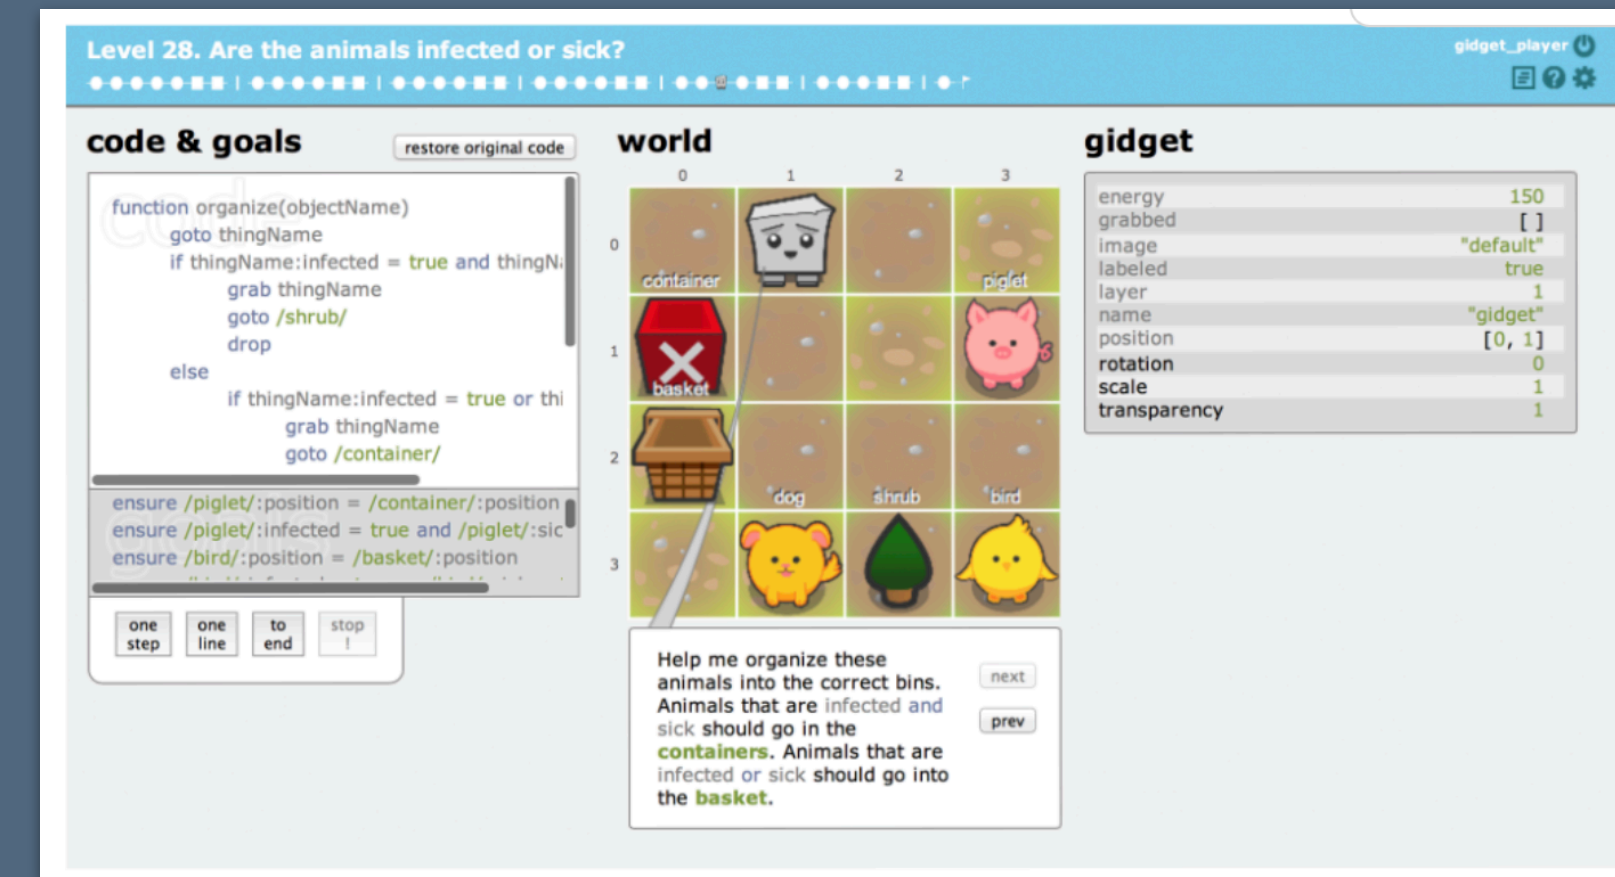 Level 28. Are the animals infected or sick?
gidget_player
code & goals
restore original code
function organize(objectName)
goto thingName
if thingName:infected = true and thingNa
grab thingName
goto /shrub/
drop
else
if thingName:infected = true or thi
grab thingName
goto /container/
ensure /piglet/:position = /container/:position
ensure /piglet/:infected = true and /piglet/:sic
ensure /bird/:position = /basket/:position
one step
one line
to end
stop !
world
0 1 2 3
0
container
piglet
1
basket
2
dog
shrub
bird
3
Help me organize these
animals into the correct bins.
Animals that are infected and
sick should go in the
containers. Animals that are
infected or sick should go into
the basket.
next
prev
gidget
energy 150
grabbed [ ]
image "default"
labeled true
layer 1
name "gidget"
position [0, 1]
rotation 0
scale 1
transparency 1